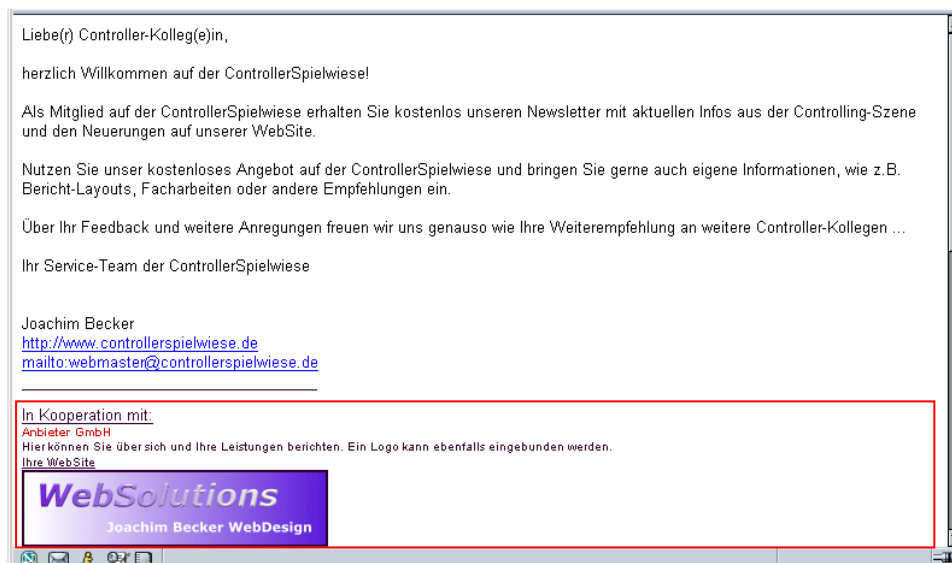 Liebe(r) Controller-Kolleg(e)in,
herzlich Willkommen auf der ControllerSpielwiese!
Als Mitglied auf der ControllerSpielwiese erhalten Sie kostenlos unseren Newsletter mit aktuellen Infos aus der Controlling-Szene
und den Neuerungen auf unserer WebSite.
Nutzen Sie unser kostenloses Angebot auf der ControllerSpielwiese und bringen Sie gerne auch eigene Informationen, wie z.B.
Bericht-Layouts, Facharbeiten oder andere Empfehlungen ein.
Über Ihr Feedback und weitere Anregungen freuen wir uns genauso wie Ihre Weiterempfehlung an weitere Controller-Kollegen ...
Ihr Service-Team der ControllerSpielwiese
Joachim Becker
http://www.controllerspielwiese.de
mailto:webmaster@controllerspielwiese.de
In Kooperation mit:
Anbieter GmbH
Hier können Sie über sich und Ihre Leistungen berichten. Ein Logo kann ebenfalls eingebunden werden.
Ihre WebSite
WebSolutions
Joachim Becker WebDesign